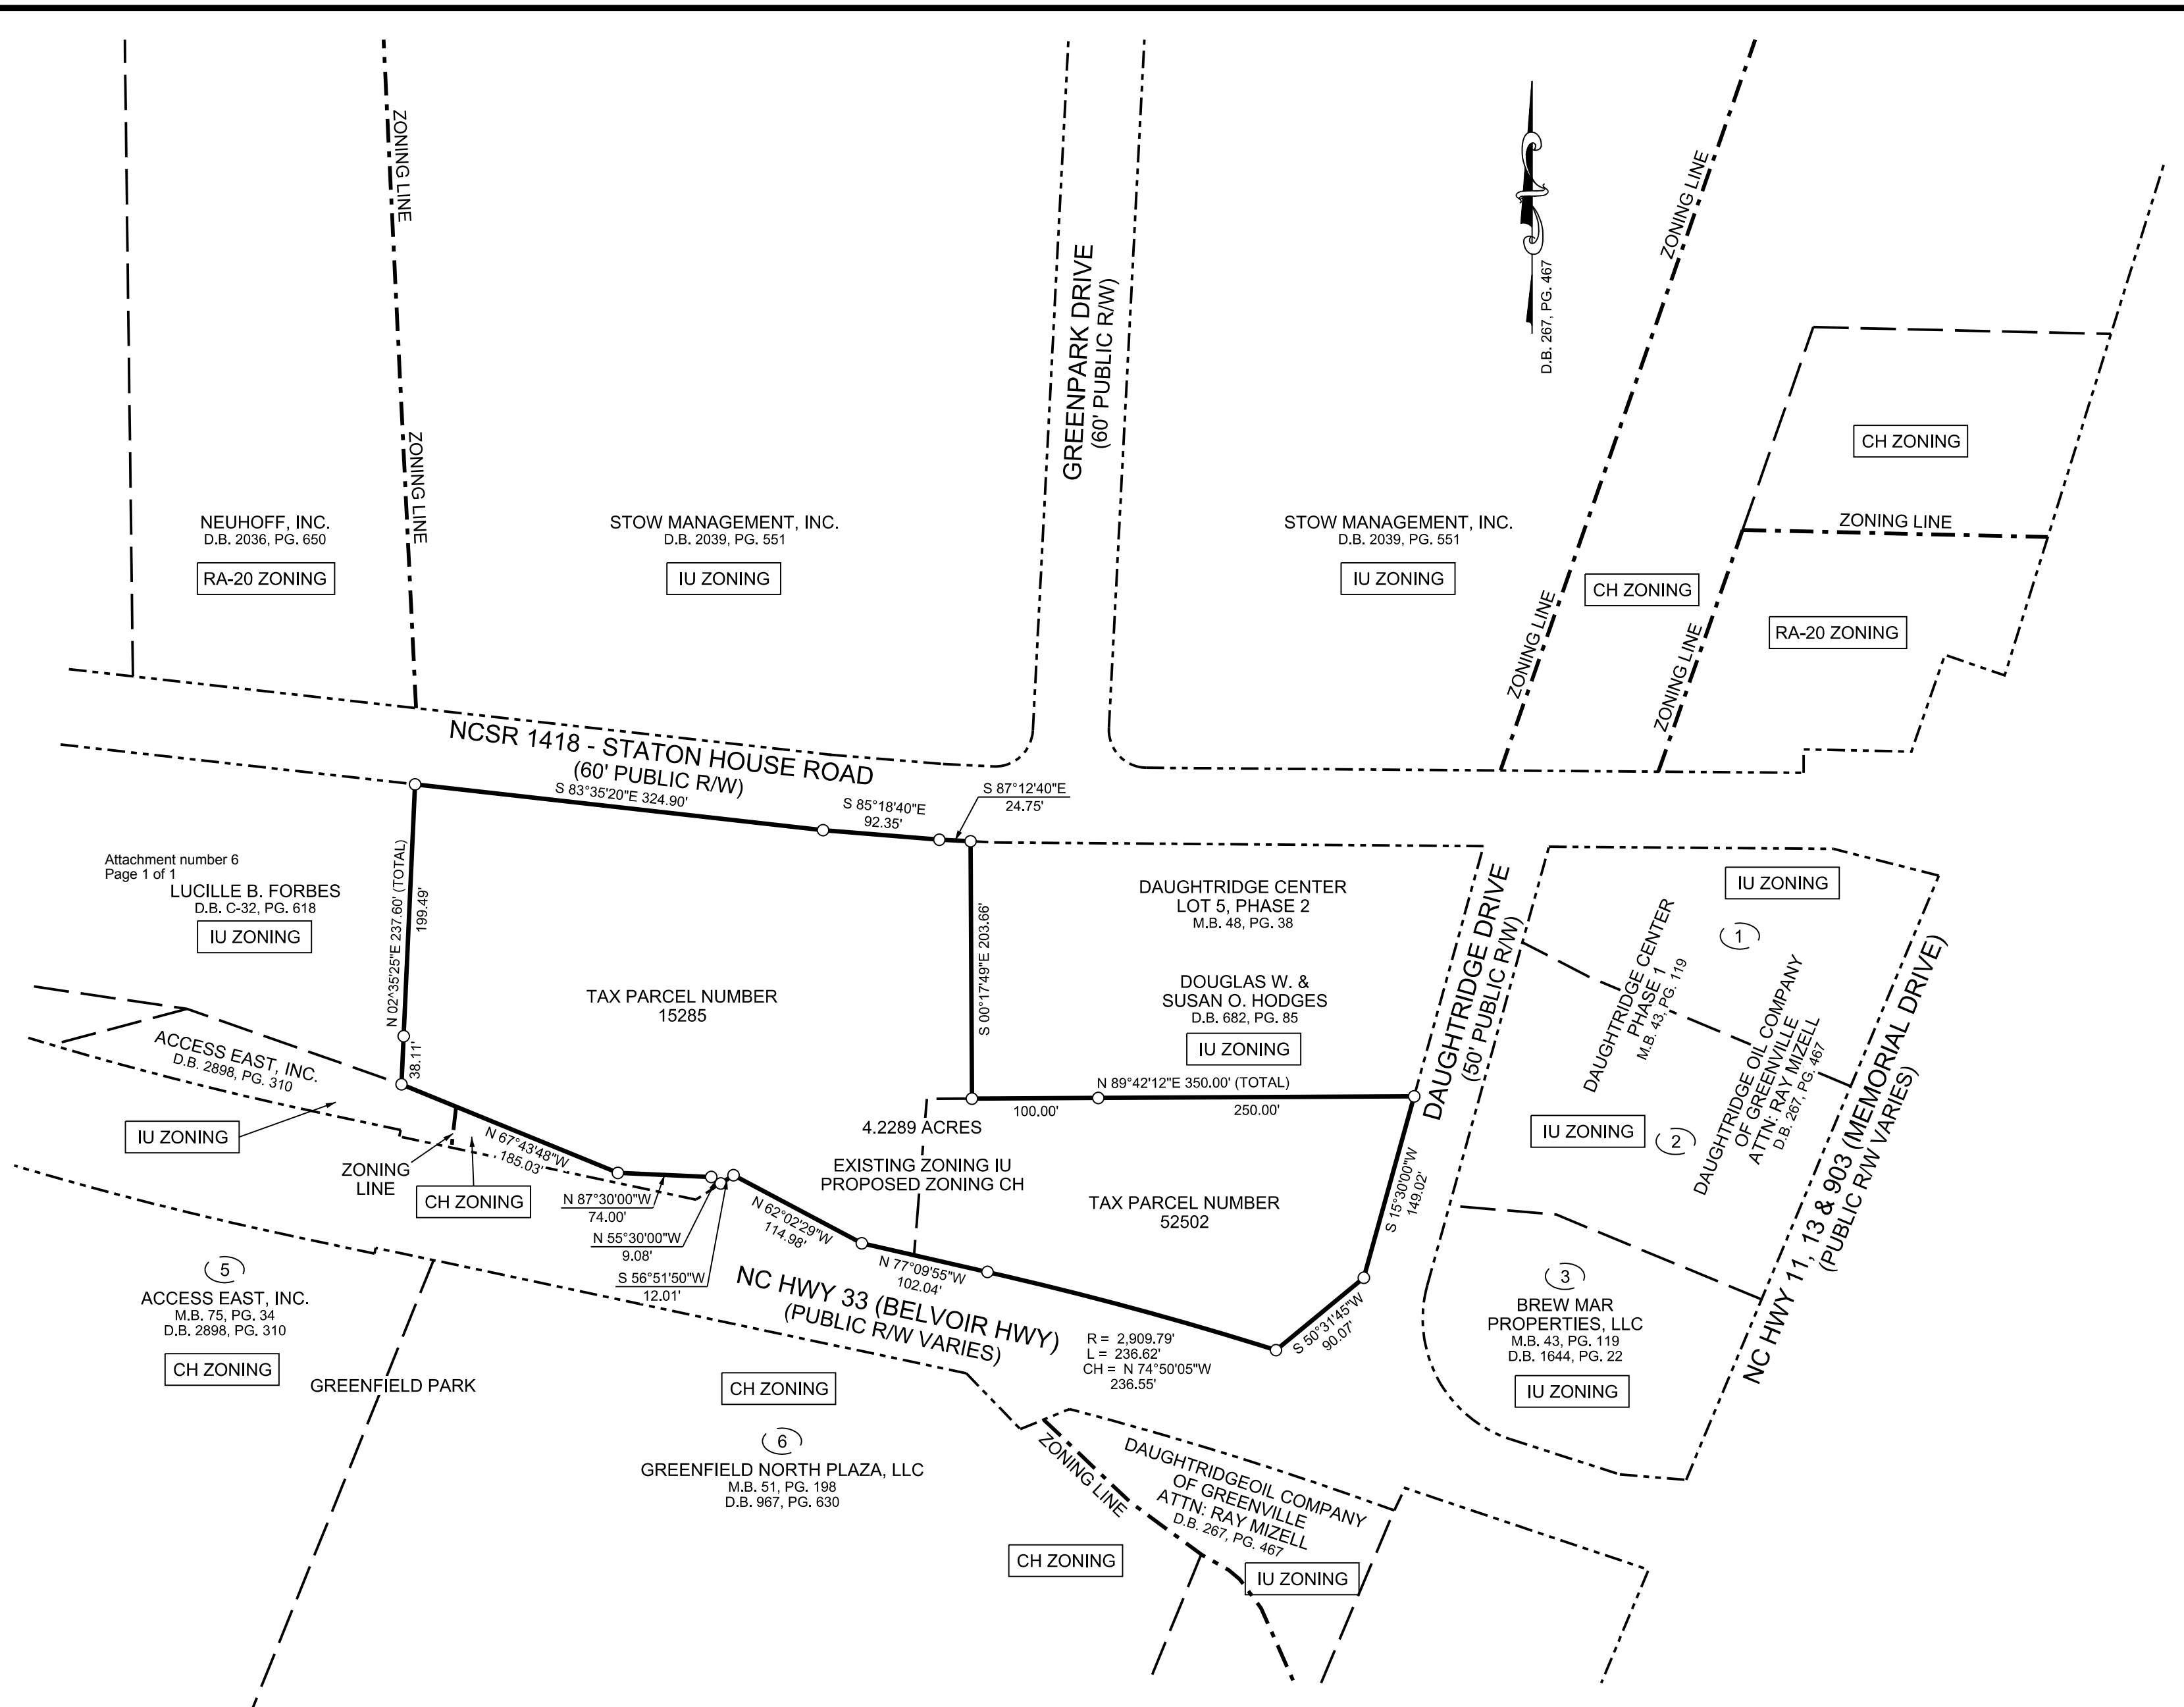 ZONING LINE
ZONING LINE
GREENPARK DRIVE
(60' PUBLIC R/W)
D.B. 267, PG. 467
ZONING LINE
CH ZONING
ZONING LINE
NEUHOFF, INC.
D.B. 2036, PG. 650
RA-20 ZONING
STOW MANAGEMENT, INC.
D.B. 2039, PG. 551
IU ZONING
STOW MANAGEMENT, INC.
D.B. 2039, PG. 551
IU ZONING
ZONING LINE
CH ZONING
ZONING LINE
RA-20 ZONING
NCSR 1418 - STATON HOUSE ROAD
(60' PUBLIC R/W)
S 83°35'20"E 324.90'
S 85°18'40"E
92.35'
S 87°12'40"E
24.75'
Attachment number 6
Page 1 of 1
LUCILLE B. FORBES
D.B. C-32, PG. 618
IU ZONING
N 02^35'25"E 237.60' (TOTAL)
199.49'
38.11'
TAX PARCEL NUMBER
15285
S 00°17'49"E 203.66'
DAUGHTRIDGE CENTER
LOT 5, PHASE 2
M.B. 48, PG. 38
DOUGLAS W. &
SUSAN O. HODGES
D.B. 682, PG. 85
IU ZONING
N 89°42'12"E 350.00' (TOTAL)
100.00'
250.00'
DAUGHTRIDGE DRIVE
(50' PUBLIC R/W)
IU ZONING
1
DAUGHTRIDGE CENTER
PHASE 1
M.B. 43, PG. 119
DAUGHTRIDGE OIL COMPANY
OF GREENVILLE
ATTN: RAY MIZELL
D.B. 267, PG. 467
IU ZONING
2
NC HWY 11, 13 & 903 (MEMORIAL DRIVE)
(PUBLIC R/W VARIES)
ACCESS EAST, INC.
D.B. 2898, PG. 310
IU ZONING
ZONING
LINE
CH ZONING
N 67°43'48"W
185.03'
N 87°30'00"W
74.00'
N 55°30'00"W
9.08'
S 56°51'50"W
12.01'
N 62°02'29"W
114.98'
N 77°09'55"W
102.04'
4.2289 ACRES
EXISTING ZONING IU
PROPOSED ZONING CH
TAX PARCEL NUMBER
52502
S 15°30'00"W
149.02'
S 50°31'45"W
90.07'
R = 2,909.79'
L = 236.62'
CH = N 74°50'05"W
236.55'
NC HWY 33 (BELVOIR HWY)
(PUBLIC R/W VARIES)
3
BREW MAR
PROPERTIES, LLC
M.B. 43, PG. 119
D.B. 1644, PG. 22
IU ZONING
5
ACCESS EAST, INC.
M.B. 75, PG. 34
D.B. 2898, PG. 310
CH ZONING
GREENFIELD PARK
CH ZONING
6
GREENFIELD NORTH PLAZA, LLC
M.B. 51, PG. 198
D.B. 967, PG. 630
ZONING LINE
DAUGHTRIDGEOIL COMPANY
OF GREENVILLE
ATTN: RAY MIZELL
D.B. 267, PG. 467
CH ZONING
IU ZONING